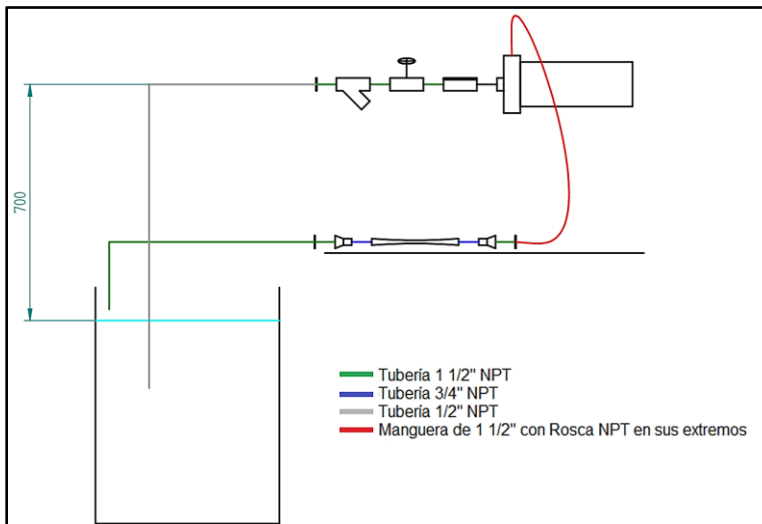 700
Tubería 1 1/2" NPT
Tubería 3/4" NPT
Tubería 1/2" NPT
Manguera de 1 1/2" con Rosca NPT en sus extremos